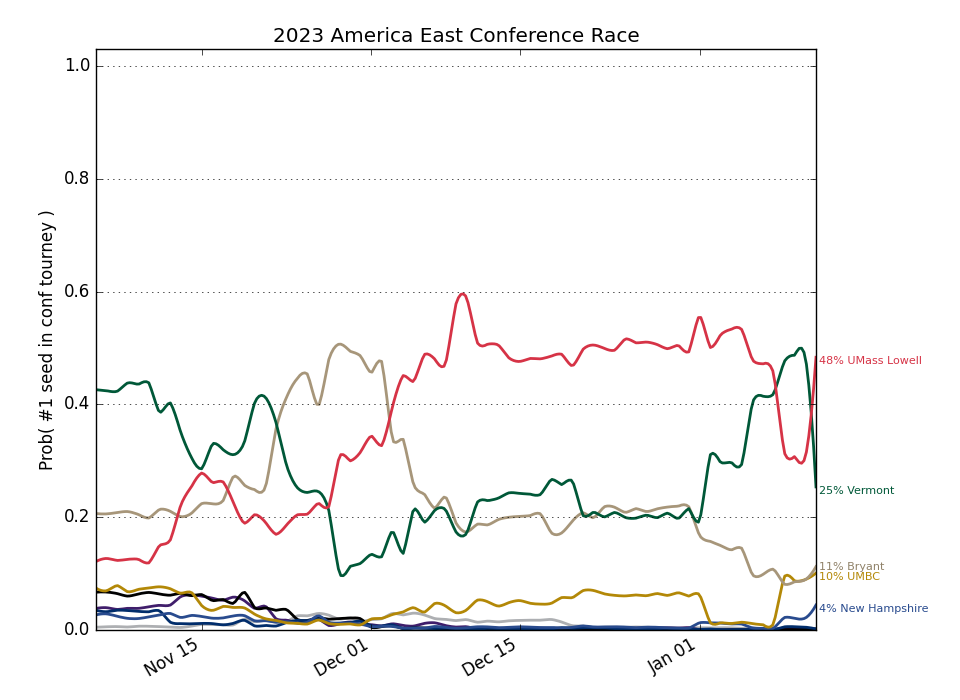 2023 America East Conference Race
Prob( #1 seed in conf tourney )
1.0
0.8
0.6
0.4
0.2
0.0
Nov 15
Dec 01
Dec 15
Jan 01
48% UMass Lowell
25% Vermont
11% Bryant
10% UMBC
4% New Hampshire